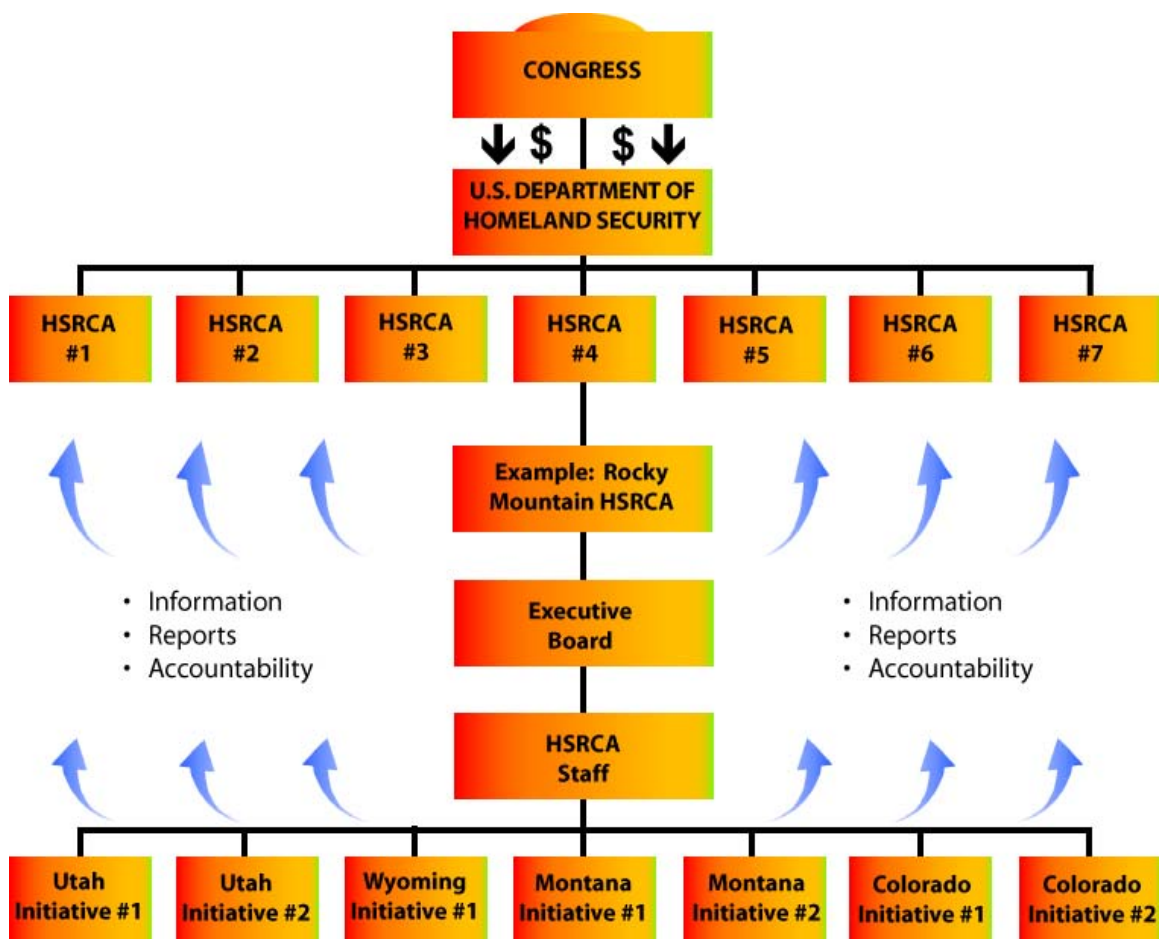 CONGRESS
$ $
U.S. DEPARTMENT OF
HOMELAND SECURITY
HSRCA
#1
HSRCA
#2
HSRCA
#3
HSRCA
#4
HSRCA
#5
HSRCA
#6
HSRCA
#7
Example: Rocky
Mountain HSRCA
• Information
• Reports
• Accountability
Executive
Board
• Information
• Reports
• Accountability
HSRCA
Staff
Utah
Initiative #1
Utah
Initiative #2
Wyoming
Initiative #1
Montana
Initiative #1
Montana
Initiative #2
Colorado
Initiative #1
Colorado
Initiative #2